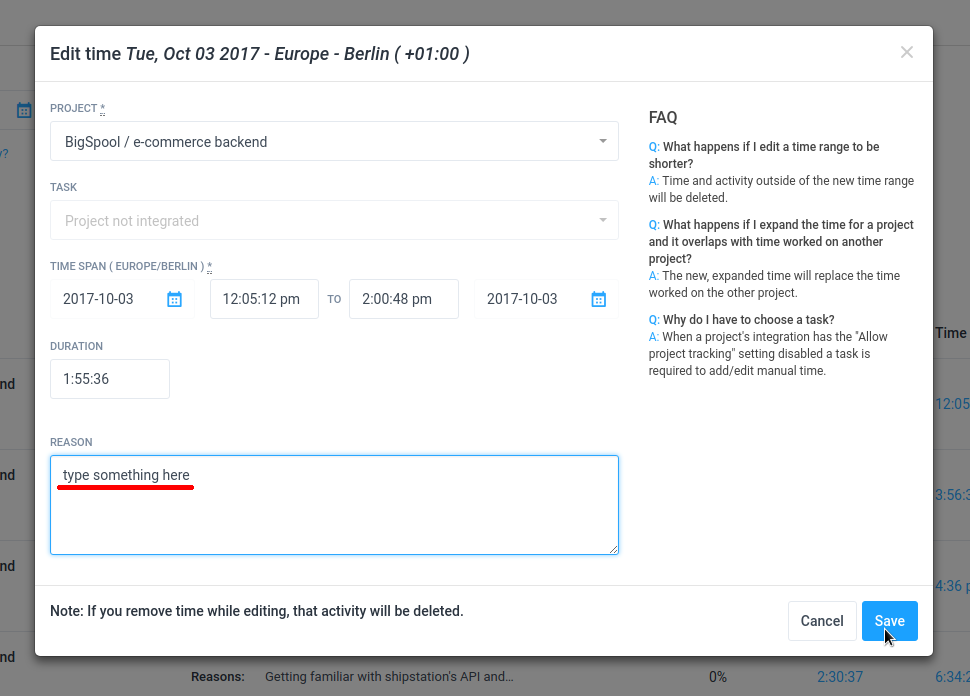 Edit time Tue, Oct 03 2017 - Europe - Berlin ( +01:00 )
PROJECT *
BigSpool / e-commerce backend
TASK
Project not integrated
TIME SPAN ( EUROPE/BERLIN ) *
2017-10-03 12:05:12 pm TO 2:00:48 pm 2017-10-03
DURATION
1:55:36
REASON
type something here
FAQ
Q: What happens if I edit a time range to be
shorter?
A: Time and activity outside of the new time range
will be deleted.
Q: What happens if I expand the time for a project
and it overlaps with time worked on another
project?
A: The new, expanded time will replace the time
worked on the other project.
Q: Why do I have to choose a task?
A: When a project's integration has the "Allow
project tracking" setting disabled a task is
required to add/edit manual time.
Note: If you remove time while editing, that activity will be deleted.
Cancel Save
y?
Time
nd
12:05
nd
3:56:3
nd
4:36 p
nd
Reasons: Getting familiar with shipstation's API and... 0% 2:30:37 6:34:2